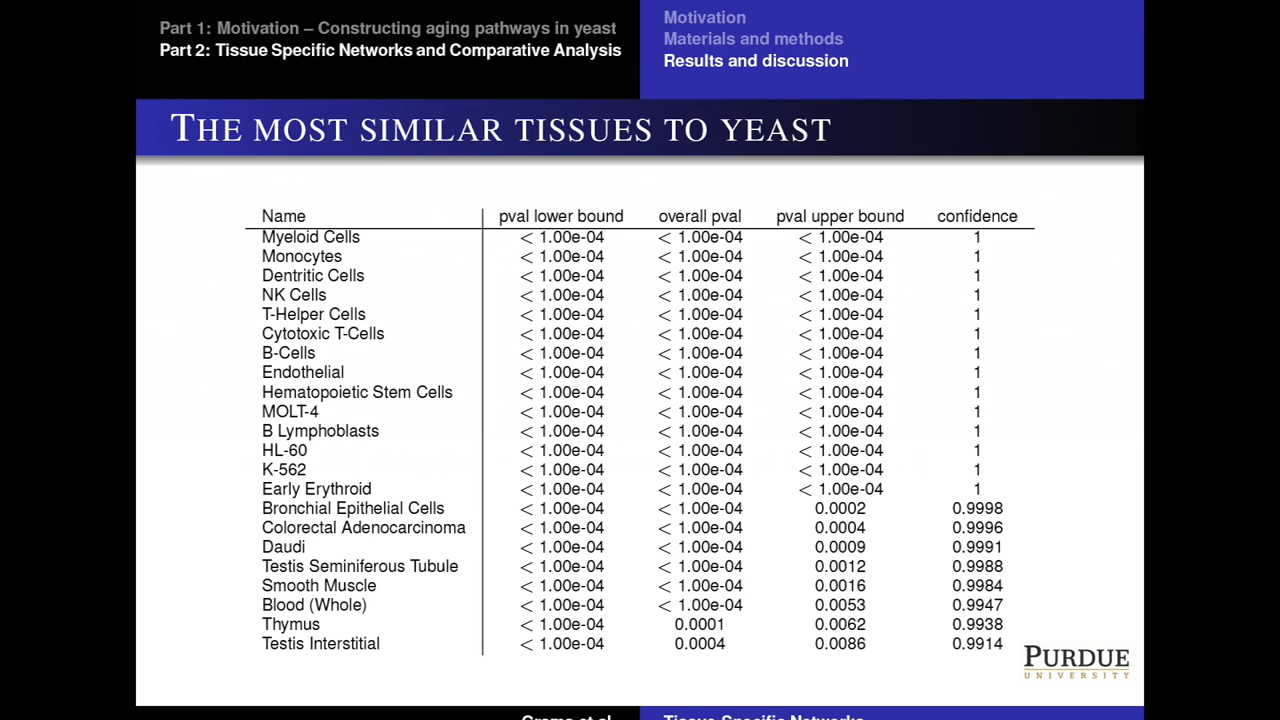 Part 1: Motivation – Constructing aging pathways in yeast
Part 2: Tissue Specific Networks and Comparative Analysis
Motivation
Materials and methods
Results and discussion
THE MOST SIMILAR TISSUES TO YEAST
Name pval lower bound overall pval pval upper bound confidence
Myeloid Cells < 1.00e-04 < 1.00e-04 < 1.00e-04 1
Monocytes < 1.00e-04 < 1.00e-04 < 1.00e-04 1
Dentritic Cells < 1.00e-04 < 1.00e-04 < 1.00e-04 1
NK Cells < 1.00e-04 < 1.00e-04 < 1.00e-04 1
T-Helper Cells < 1.00e-04 < 1.00e-04 < 1.00e-04 1
Cytotoxic T-Cells < 1.00e-04 < 1.00e-04 < 1.00e-04 1
B-Cells < 1.00e-04 < 1.00e-04 < 1.00e-04 1
Endothelial < 1.00e-04 < 1.00e-04 < 1.00e-04 1
Hematopoietic Stem Cells < 1.00e-04 < 1.00e-04 < 1.00e-04 1
MOLT-4 < 1.00e-04 < 1.00e-04 < 1.00e-04 1
B Lymphoblasts < 1.00e-04 < 1.00e-04 < 1.00e-04 1
HL-60 < 1.00e-04 < 1.00e-04 < 1.00e-04 1
K-562 < 1.00e-04 < 1.00e-04 < 1.00e-04 1
Early Erythroid < 1.00e-04 < 1.00e-04 < 1.00e-04 1
Bronchial Epithelial Cells < 1.00e-04 < 1.00e-04 0.0002 0.9998
Colorectal Adenocarcinoma < 1.00e-04 < 1.00e-04 0.0004 0.9996
Daudi < 1.00e-04 < 1.00e-04 0.0009 0.9991
Testis Seminiferous Tubule < 1.00e-04 < 1.00e-04 0.0012 0.9988
Smooth Muscle < 1.00e-04 < 1.00e-04 0.0016 0.9984
Blood (Whole) < 1.00e-04 < 1.00e-04 0.0053 0.9947
Thymus < 1.00e-04 0.0001 0.0062 0.9938
Testis Interstitial < 1.00e-04 0.0004 0.0086 0.9914
PURDUE
UNIVERSITY
Grama et al. Tissue Specific Networks